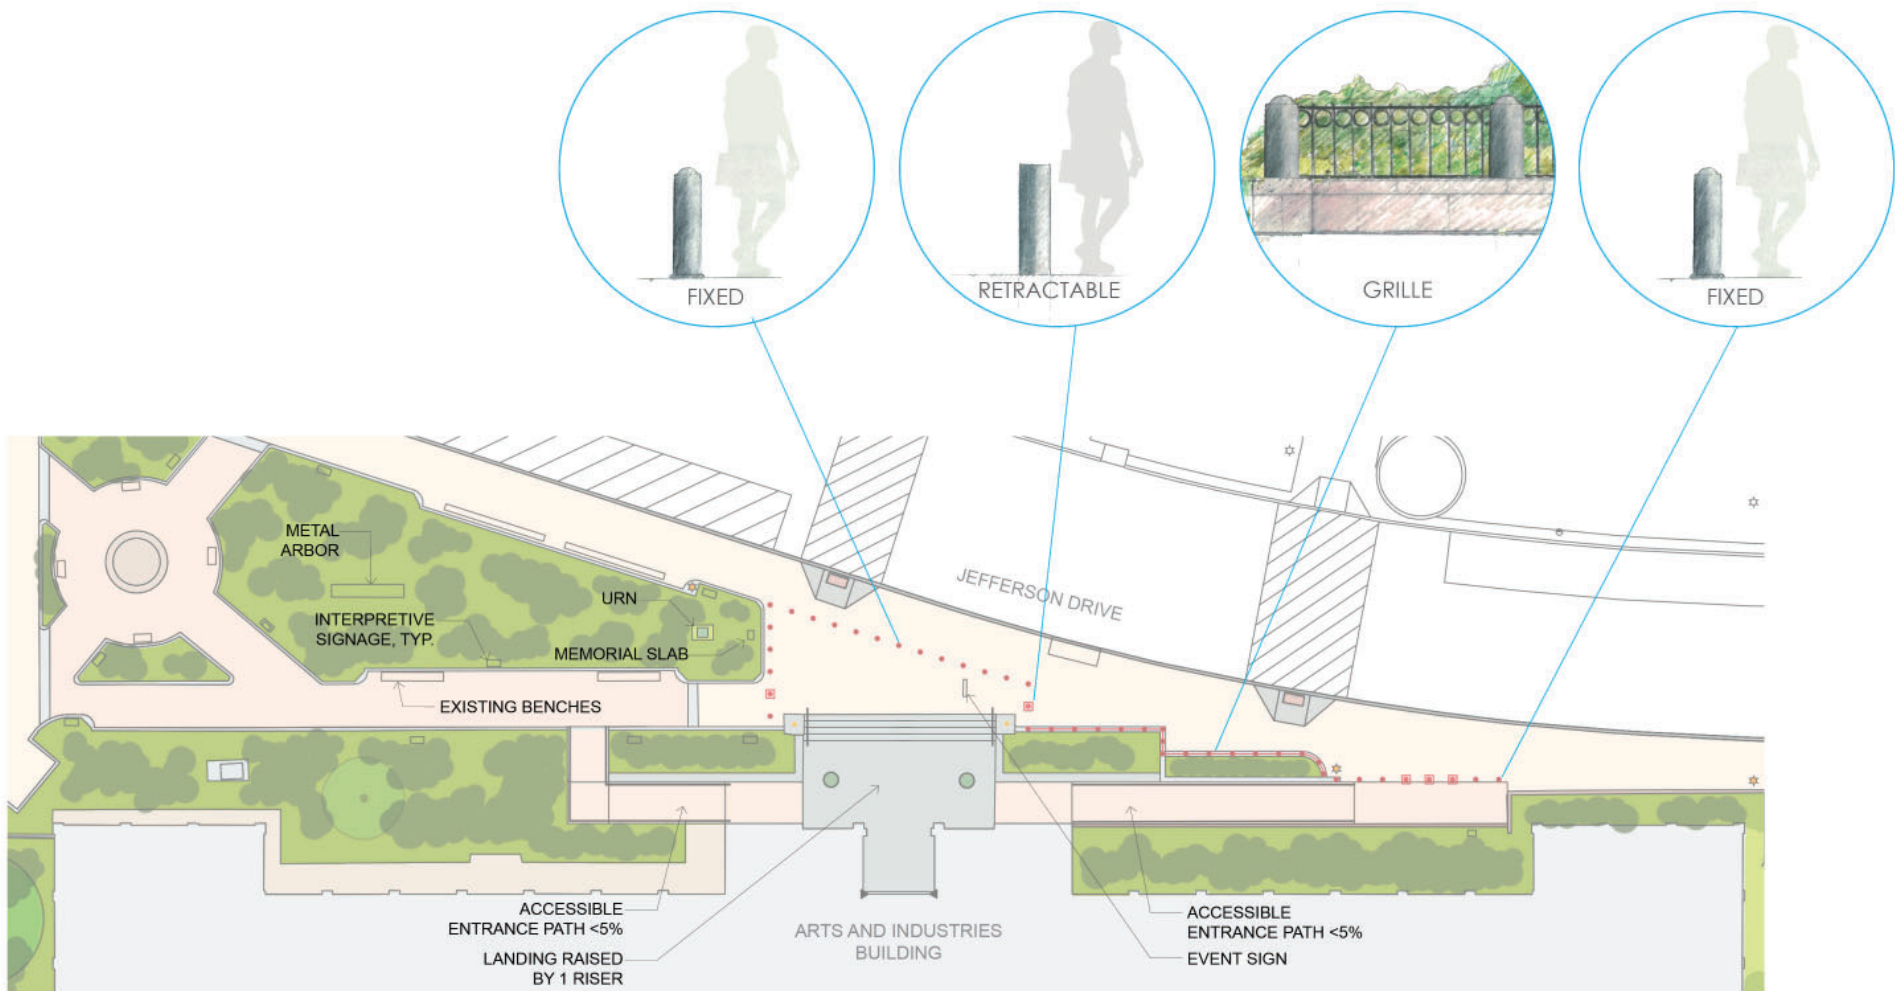 FIXED
RETRACTABLE
GRILLE
FIXED
METAL
ARBOR
INTERPRETIVE
SIGNAGE, TYP.
URN
MEMORIAL SLAB
EXISTING BENCHES
JEFFERSON DRIVE
ACCESSIBLE
ENTRANCE PATH <5%
LANDING RAISED
BY 1 RISER
ARTS AND INDUSTRIES
BUILDING
ACCESSIBLE
ENTRANCE PATH <5%
EVENT SIGN